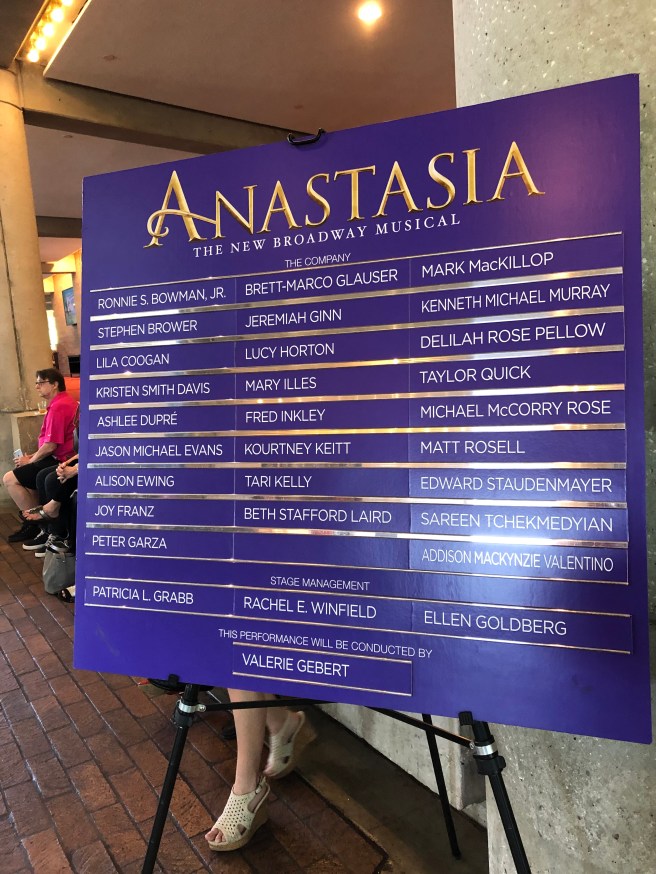 ANASTASIA
THE NEW BROADWAY MUSICAL
THE COMPANY
RONNIE S. BOWMAN, JR. BRETT-MARCO GLAUSER MARK MacKILLOP
STEPHEN BROWER JEREMIAH GINN KENNETH MICHAEL MURRAY
LILA COOGAN LUCY HORTON DELILAH ROSE PELLOW
KRISTEN SMITH DAVIS MARY ILLES TAYLOR QUICK
ASHLEE DUPRÉ FRED INKLEY MICHAEL McCORRY ROSE
JASON MICHAEL EVANS KOURTNEY KEITT MATT ROSELL
ALISON EWING TARI KELLY EDWARD STAUDENMAYER
JOY FRANZ BETH STAFFORD LAIRD SAREEN TCHEKMEDYIAN
PETER GARZA ADDISON MACKYNZIE VALENTINO
STAGE MANAGEMENT
PATRICIA L. GRABB RACHEL E. WINFIELD ELLEN GOLDBERG
THIS PERFORMANCE WILL BE CONDUCTED BY
VALERIE GEBERT